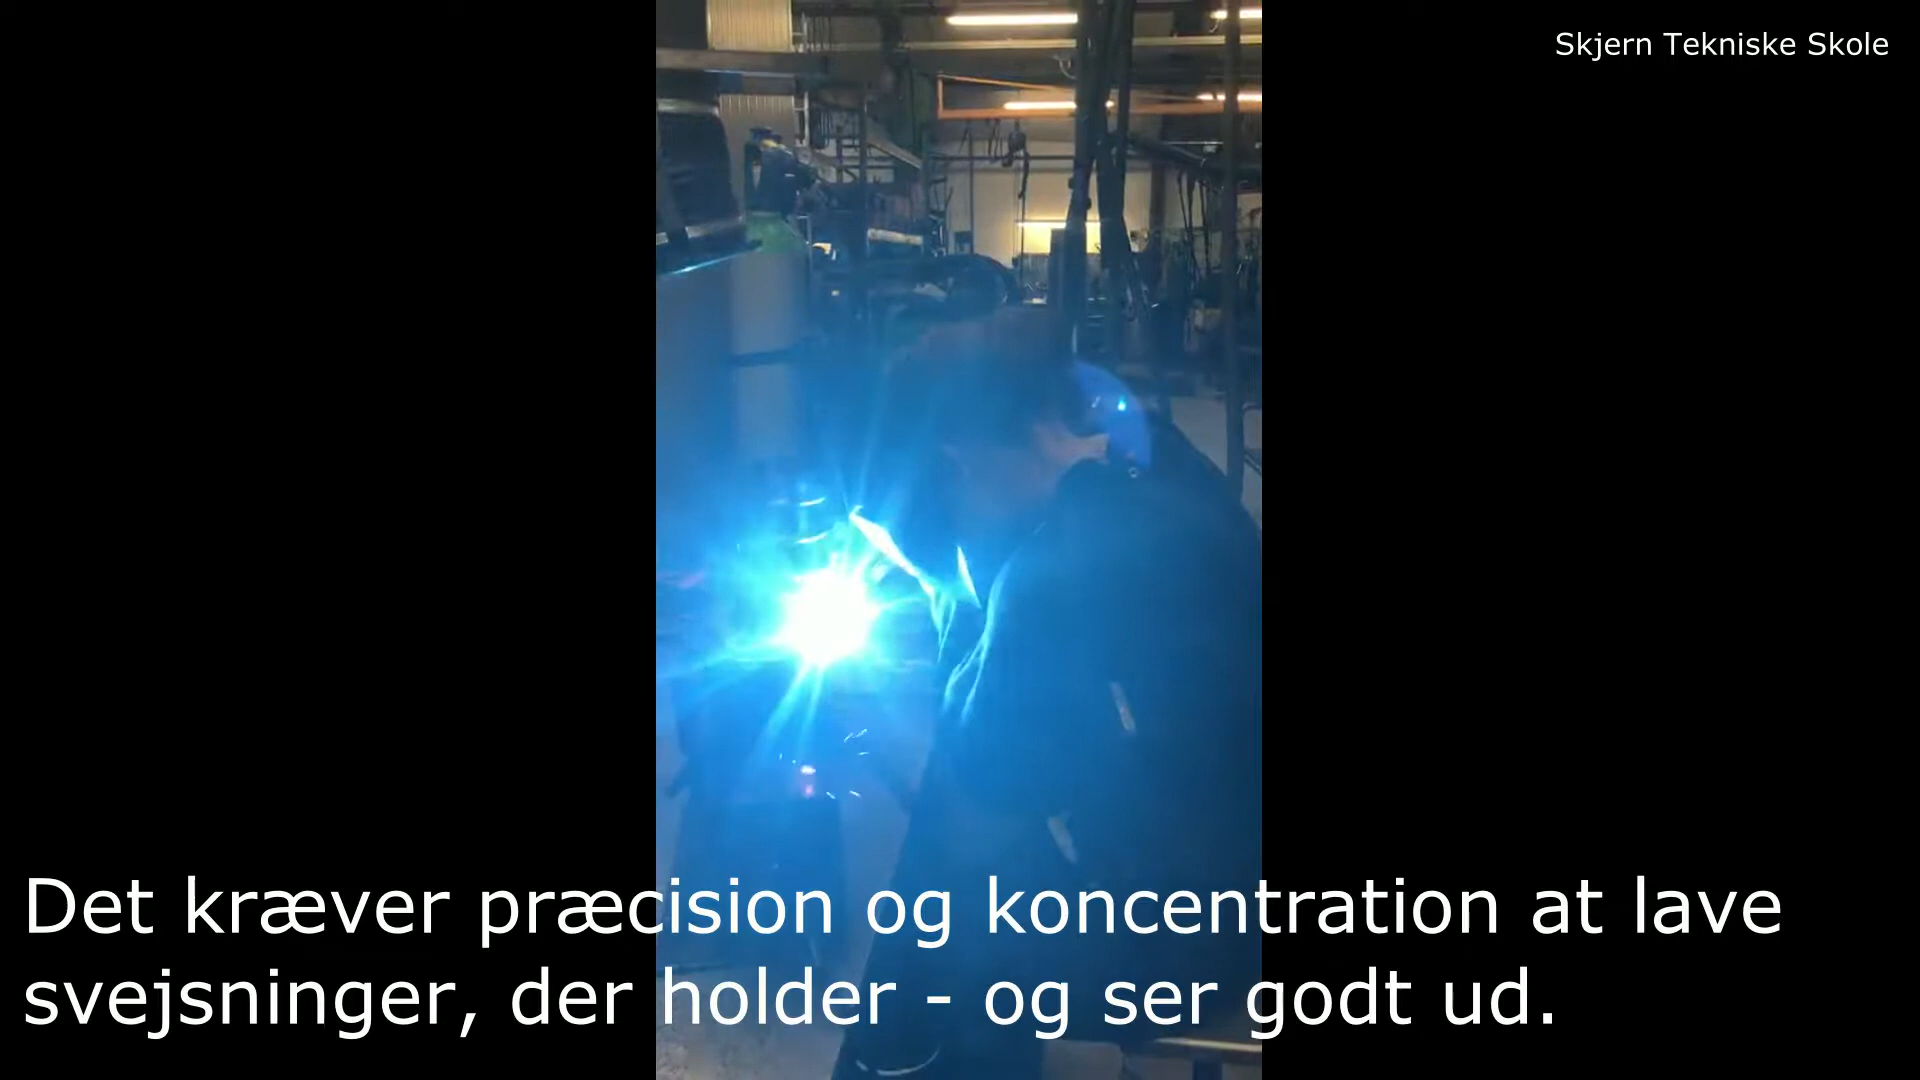 Skjern Tekniske Skole
Det kræver præcision og koncentration at lave
svejsninger, der holder - og ser godt ud.